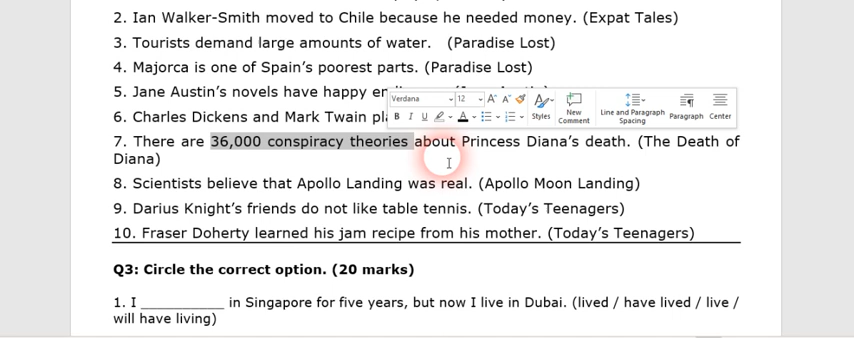 2. Ian Walker-Smith moved to Chile because he needed money. (Expat Tales)
3. Tourists demand large amounts of water. (Paradise Lost)
4. Majorca is one of Spain's poorest parts. (Paradise Lost)
5. Jane Austin's novels have happy en
Verdana 12
6. Charles Dickens and Mark Twain pl
B I U A Styles New Comment Line and Paragraph Spacing Paragraph Center
7. There are 36,000 conspiracy theories about Princess Diana's death. (The Death of
Diana)
8. Scientists believe that Apollo Landing was real. (Apollo Moon Landing)
9. Darius Knight's friends do not like table tennis. (Today's Teenagers)
10. Fraser Doherty learned his jam recipe from his mother. (Today's Teenagers)
Q3: Circle the correct option. (20 marks)
1. I ___________ in Singapore for five years, but now I live in Dubai. (lived / have lived / live /
will have living)